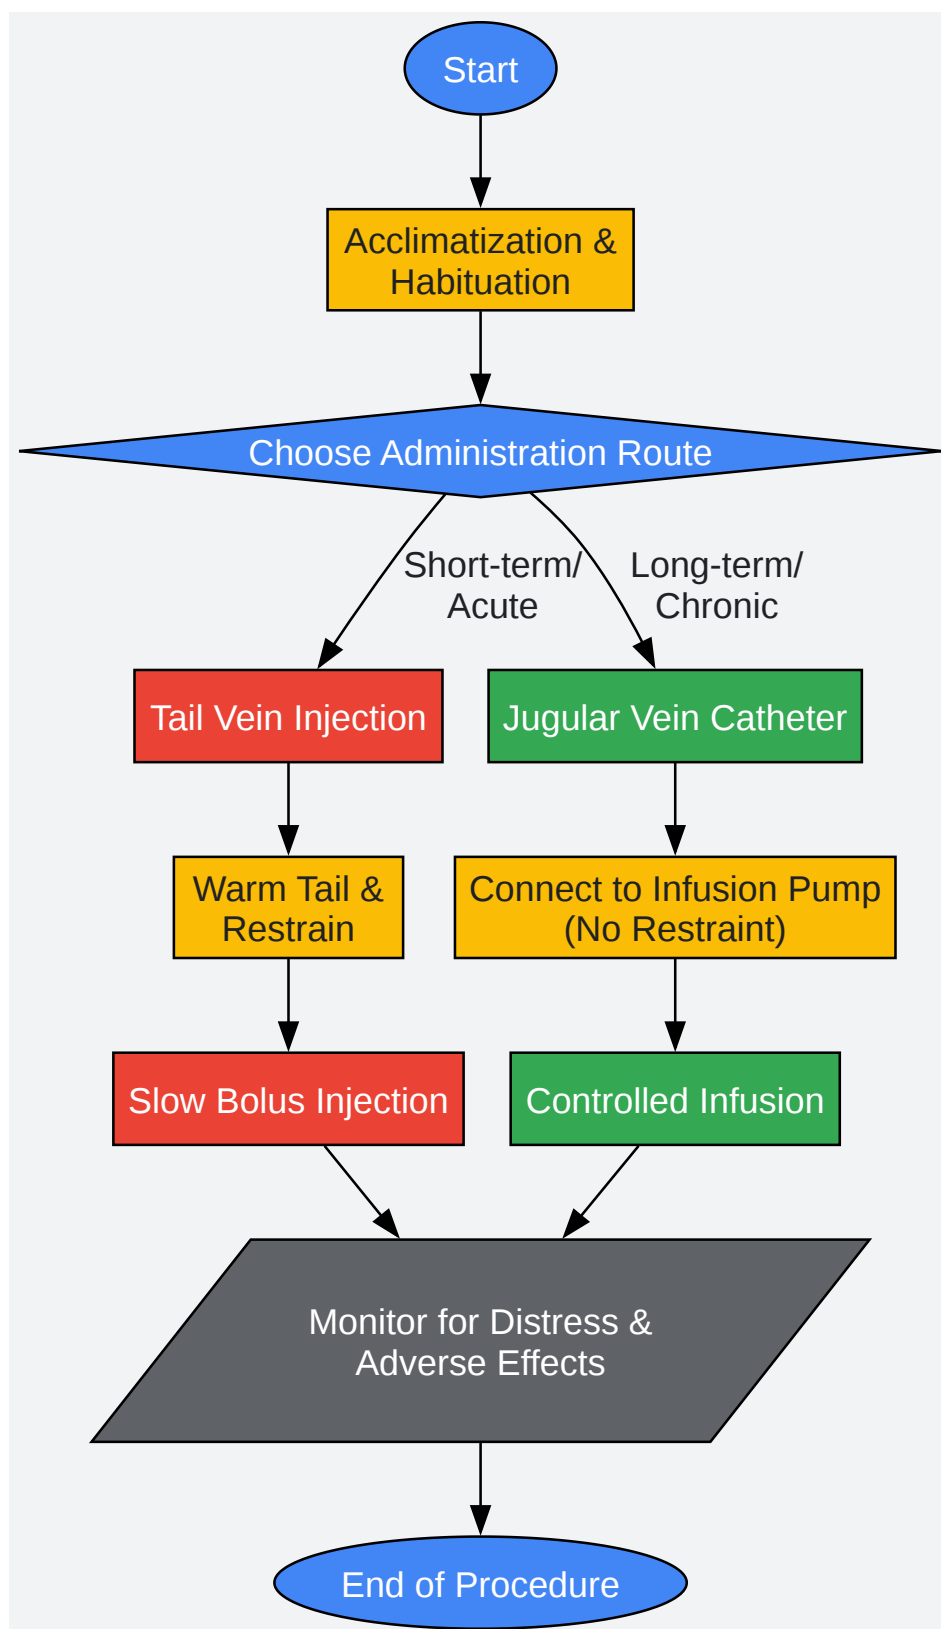 Start
Acclimatization &
Habituation
Choose Administration Route
Short-term/
Acute
Long-term/
Chronic
Tail Vein Injection
Jugular Vein Catheter
Warm Tail &
Restrain
Connect to Infusion Pump
(No Restraint)
Slow Bolus Injection
Controlled Infusion
Monitor for Distress &
Adverse Effects
End of Procedure